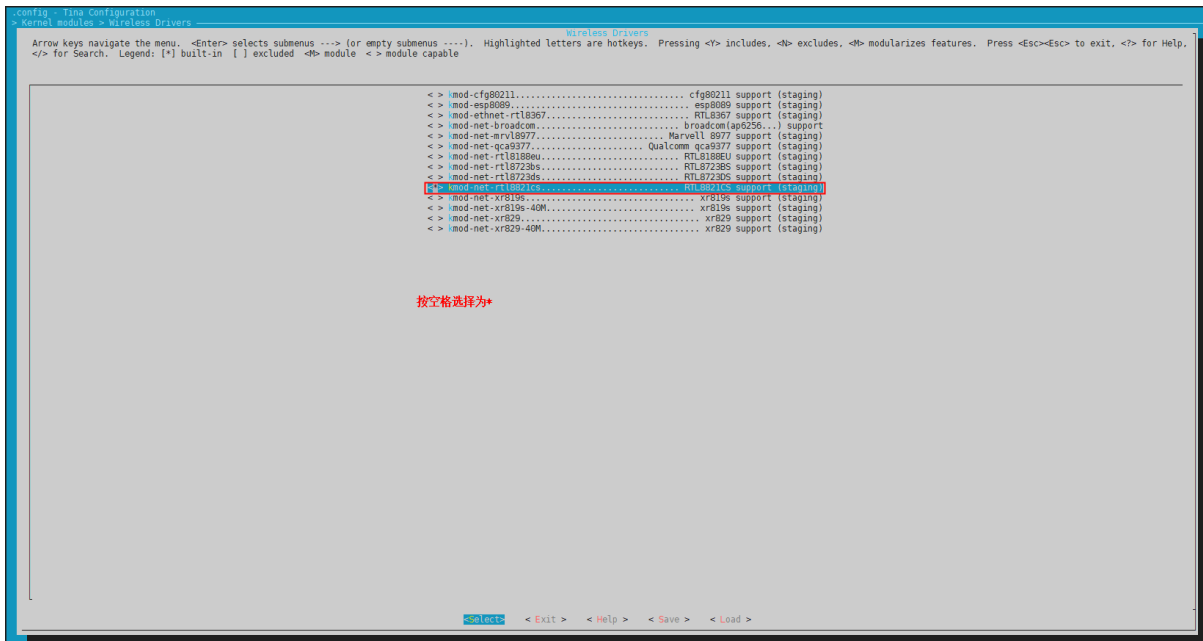 .config - Tina Configuration
> Kernel modules > Wireless Drivers
Wireless Drivers
Arrow keys navigate the menu. <Enter> selects submenus ---> (or empty submenus ----). Highlighted letters are hotkeys. Pressing <Y> includes, <N> excludes, <M> modularizes features. Press <Esc><Esc> to exit, <?> for Help,
</> for Search. Legend: [*] built-in [ ] excluded <M> module < > module capable
< > kmod-cfg80211................................. cfg80211 support (staging)
< > kmod-esp8089................................... esp8089 support (staging)
< > kmod-ethnet-rtl8367............................ RTL8367 support (staging)
< > kmod-net-broadcom............................ broadcom(ap6256...) support
< > kmod-net-mrvl8977......................... Marvell 8977 support (staging)
< > kmod-net-qca9377...................... Qualcomm qca9377 support (staging)
< > kmod-net-rtl8188eu........................... RTL8188EU support (staging)
< > kmod-net-rtl8723bs........................... RTL8723BS support (staging)
< > kmod-net-rtl8723ds........................... RTL8723DS support (staging)
<*> kmod-net-rtl8821cs........................... RTL8821CS support (staging)
< > kmod-net-xr819s................................. xr819s support (staging)
< > kmod-net-xr819s-40M............................. xr819s support (staging)
< > kmod-net-xr829................................... xr829 support (staging)
< > kmod-net-xr829-40M............................... xr829 support (staging)
按空格选择为*
<Select> < Exit > < Help > < Save > < Load >